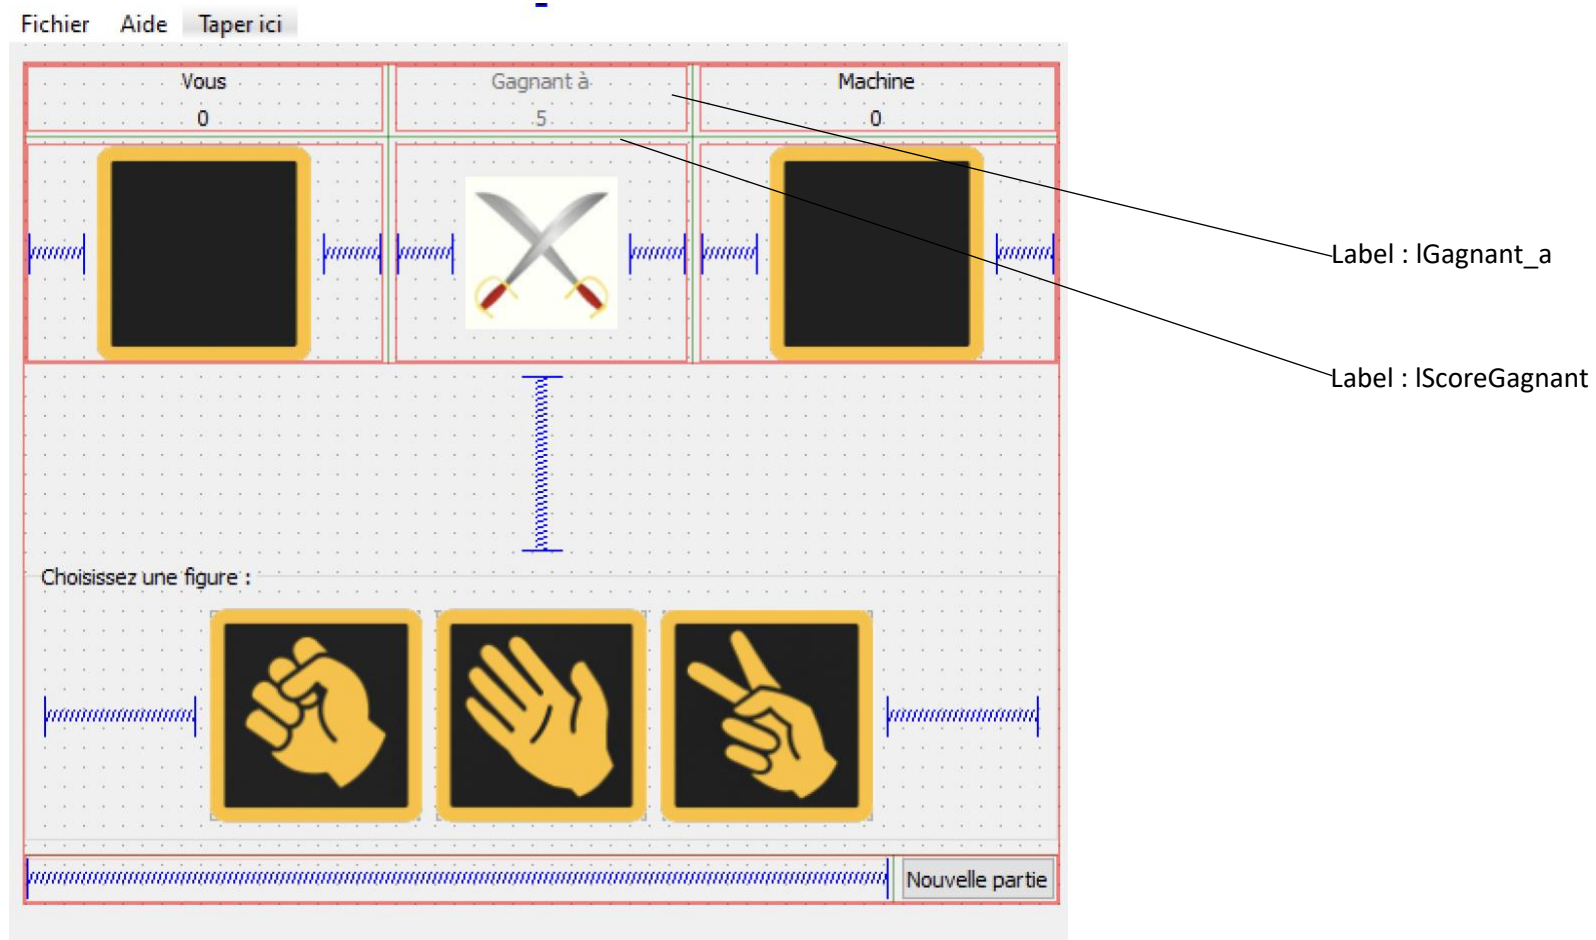 Fichier Aide Taper ici
Vous Gagnant à Machine
0 5 0
Label : lGagnant_a
Label : lScoreGagnant
Choisissez une figure :
Nouvelle partie